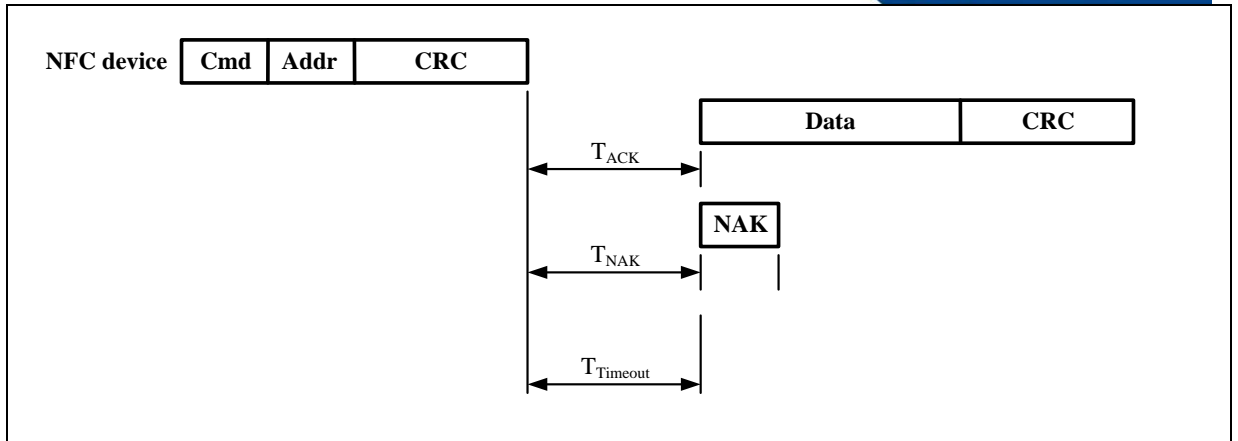 NFC device Cmd Addr CRC
Data CRC
TACK
NAK
TNAK
TTimeout